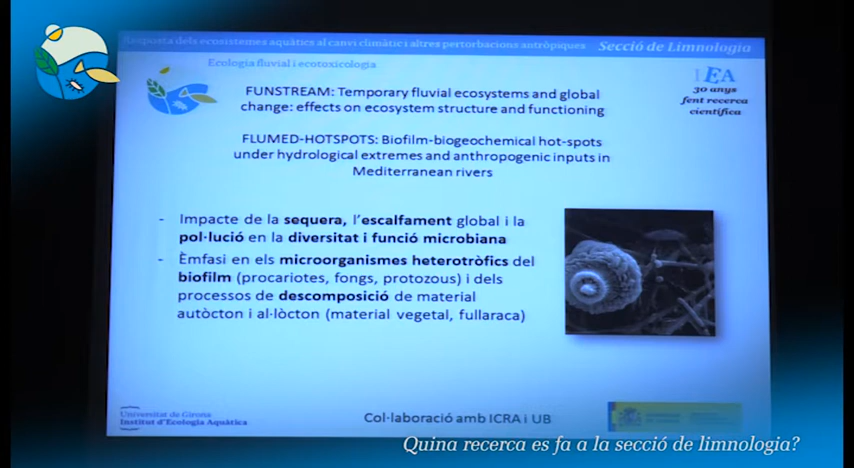 Resposta dels ecosistemes aquàtics al canvi climàtic i altres pertorbacions antròpiques
Secció de Limnologia
Ecologia fluvial i ecotoxicologia
IEA
30 anys
fent recerca
científica
FUNSTREAM: Temporary fluvial ecosystems and global
change: effects on ecosystem structure and functioning
FLUMED-HOTSPOTS: Biofilm-biogeochemical hot-spots
under hydrological extremes and anthropogenic inputs in
Mediterranean rivers
- Impacte de la sequera, l'escalfament global i la
pol·lució en la diversitat i funció microbiana
- Èmfasi en els microorganismes heterotròfics del
biofilm (procariotes, fongs, protozous) i dels
processos de descomposició de material
autòcton i al·lòcton (material vegetal, fullaraca)
Universitat de Girona
Institut d'Ecologia Aquàtica
Col·laboració amb ICRA i UB
Quina recerca es fa a la secció de limnologia?